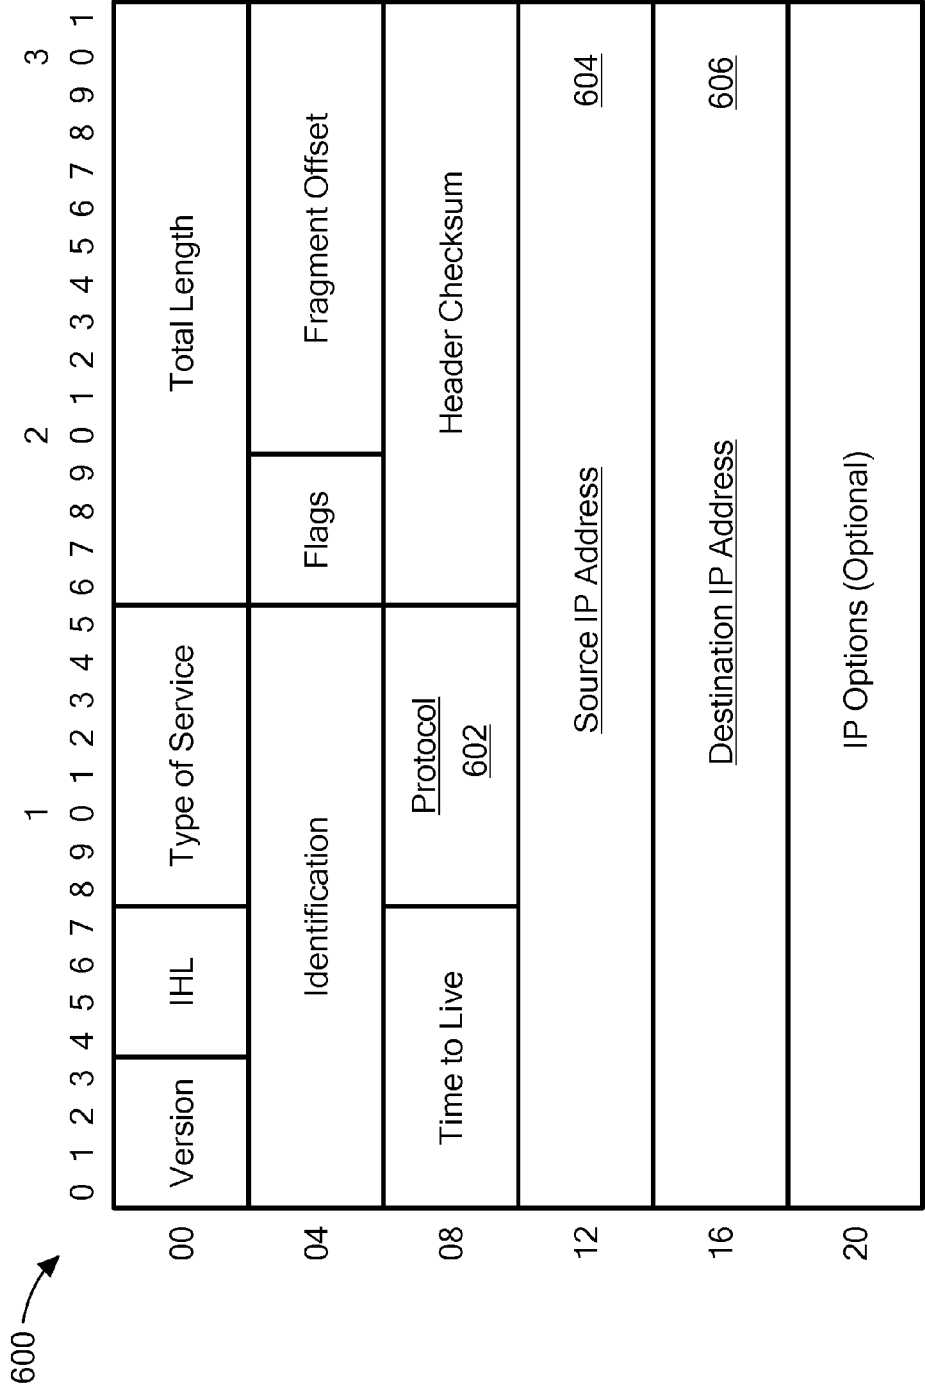 600
1 2 3
0 1 2 3 4 5 6 7 8 9 0 1 2 3 4 5 6 7 8 9 0 1 2 3 4 5 6 7 8 9 0 1
00 Version IHL Type of Service Total Length
04 Identification Flags Fragment Offset
08 Time to Live Protocol Header Checksum
602
12 Source IP Address 604
16 Destination IP Address 606
20 IP Options (Optional)